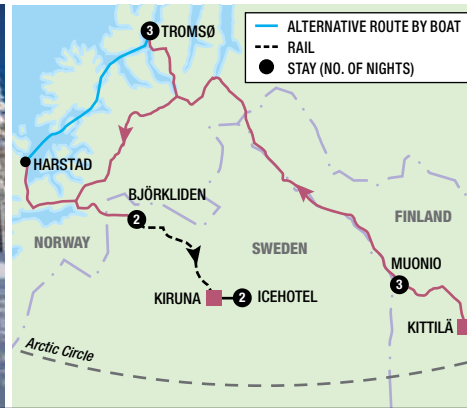 3 TROMSØ
ALTERNATIVE ROUTE BY BOAT
RAIL
STAY (NO. OF NIGHTS)
HARSTAD
BJÖRKLIDEN
2
NORWAY
SWEDEN
FINLAND
MUONIO
3
KIRUNA
2 ICEHOTEL
KITTILÄ
Arctic Circle